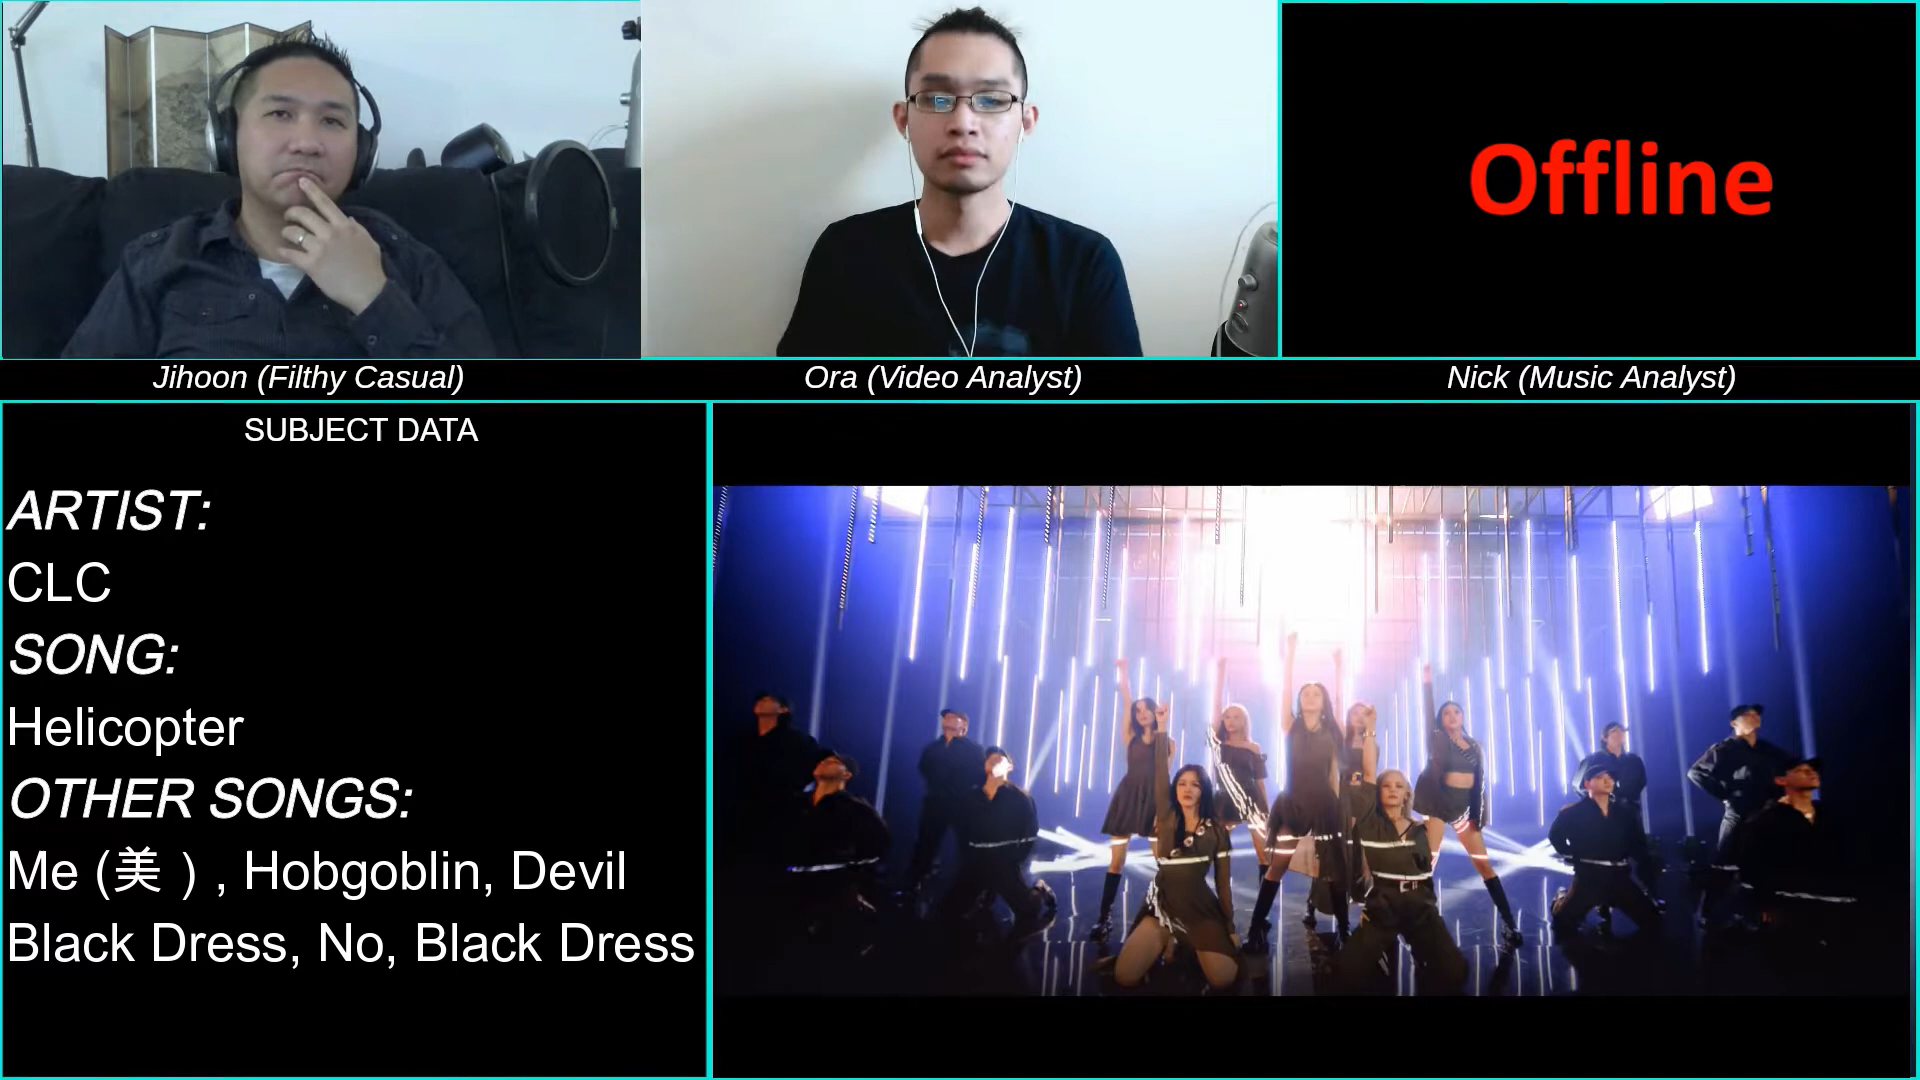 Offline
Jihoon (Filthy Casual)
Ora (Video Analyst)
Nick (Music Analyst)
SUBJECT DATA
ARTIST:
CLC
SONG:
Helicopter
OTHER SONGS:
Me (美 ) , Hobgoblin, Devil
Black Dress, No, Black Dress